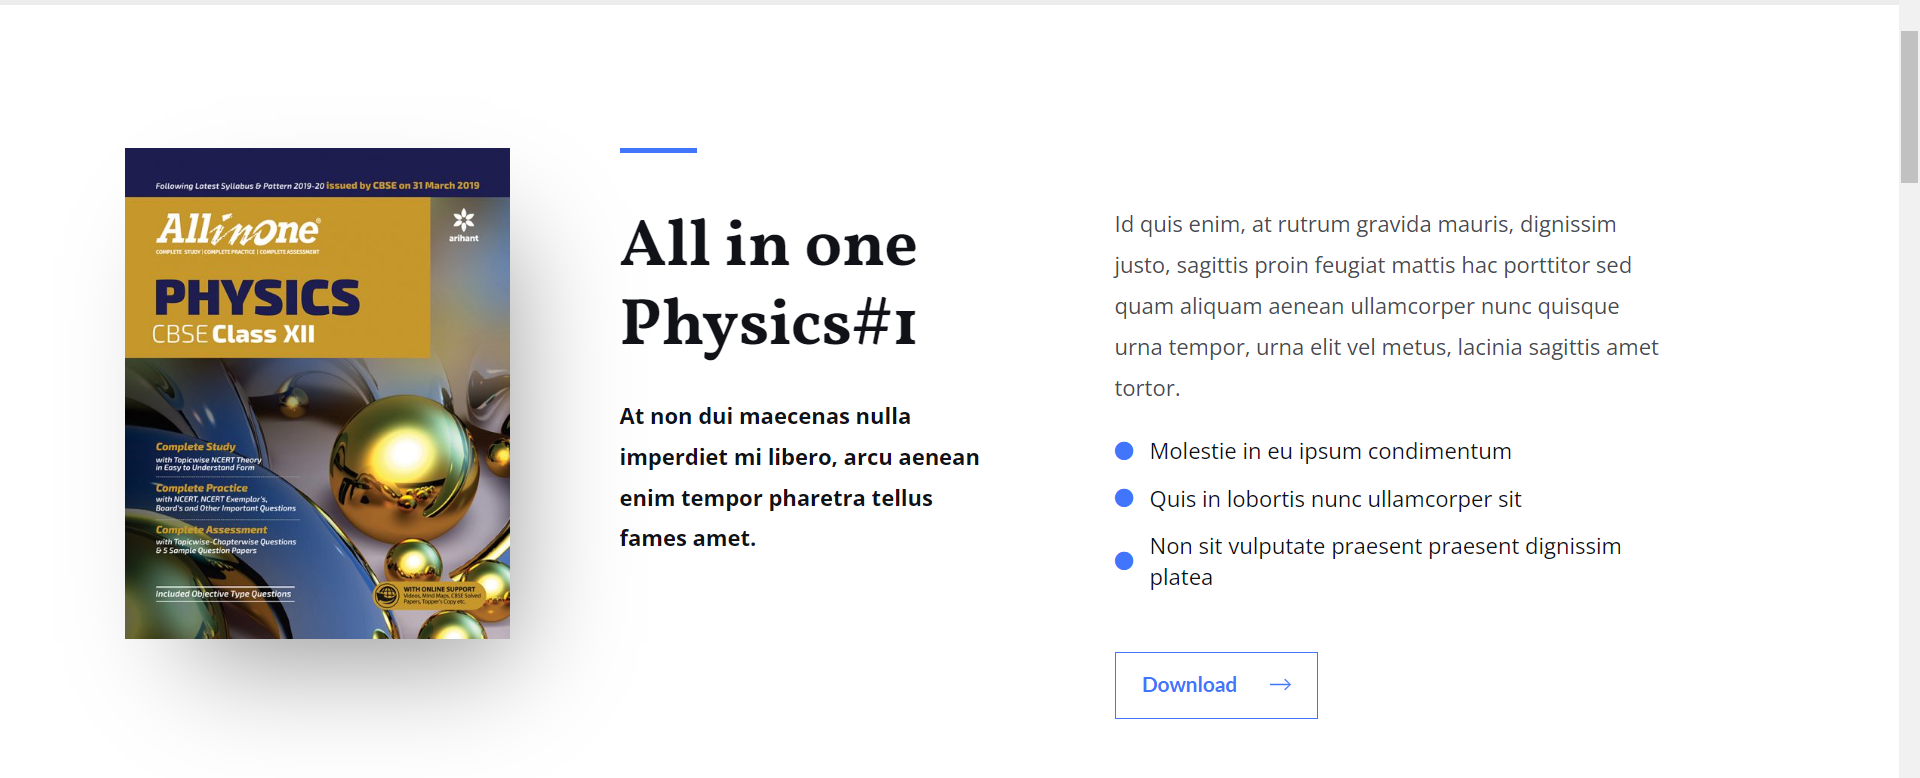 Following Latest Syllabus & Pattern 2019-20 issued by CBSE on 31 March 2019
All in One®
COMPLETE STUDY | COMPLETE PRACTICE | COMPLETE ASSESSMENT
arihant
PHYSICS
CBSE Class XII
Complete Study
with Topicwise NCERT Theory
in Easy to Understand Form
Complete Practice
with NCERT, NCERT Exemplar's,
Board's and Other Important Questions
Complete Assessment
with Topicwise-Chapterwise Questions
& 5 Sample Question Papers
Included Objective Type Questions
WITH ONLINE SUPPORT
Videos, Mind Maps, CBSE Solved
Papers, Topper's Copy etc.
All in one
Physics#1
At non dui maecenas nulla
imperdiet mi libero, arcu aenean
enim tempor pharetra tellus
fames amet.
Id quis enim, at rutrum gravida mauris, dignissim
justo, sagittis proin feugiat mattis hac porttitor sed
quam aliquam aenean ullamcorper nunc quisque
urna tempor, urna elit vel metus, lacinia sagittis amet
tortor.
Molestie in eu ipsum condimentum
Quis in lobortis nunc ullamcorper sit
Non sit vulputate praesent praesent dignissim
platea
Download